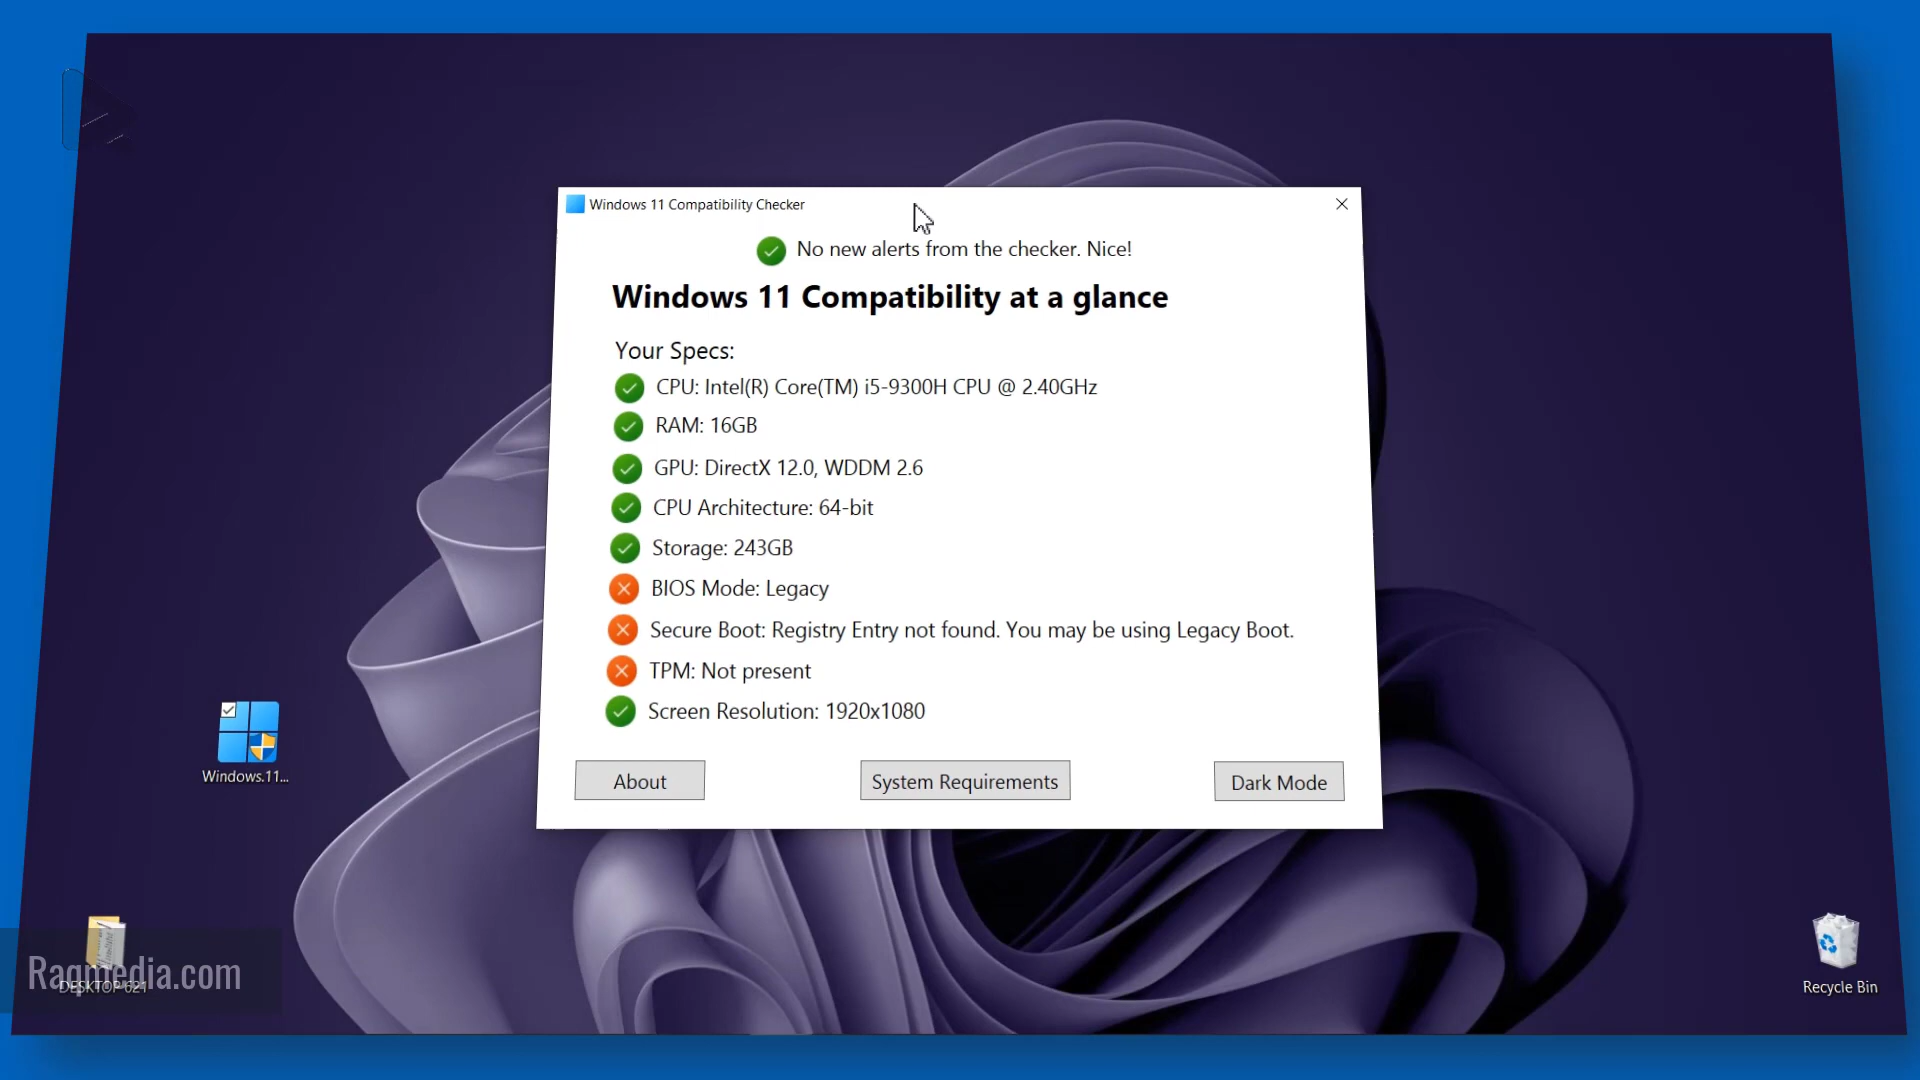 Windows 11 Compatibility Checker
No new alerts from the checker. Nice!
Windows 11 Compatibility at a glance
Your Specs:
CPU: Intel(R) Core(TM) i5-9300H CPU @ 2.40GHz
RAM: 16GB
GPU: DirectX 12.0, WDDM 2.6
CPU Architecture: 64-bit
Storage: 243GB
BIOS Mode: Legacy
Secure Boot: Registry Entry not found. You may be using Legacy Boot.
TPM: Not present
Screen Resolution: 1920x1080
About
System Requirements
Dark Mode
Windows.11...
Raqmedia.com
DESKTOP 621
Recycle Bin